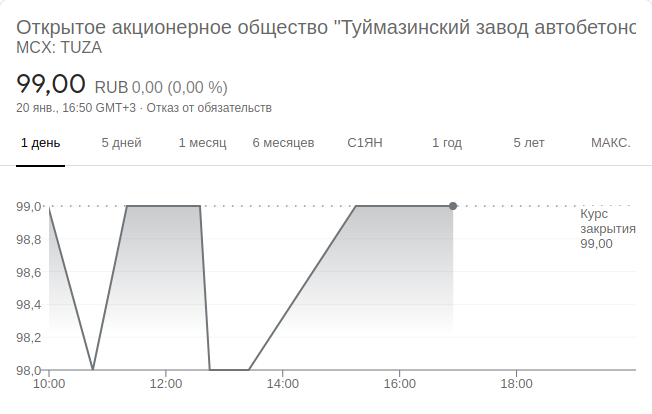 Открытое акционерное общество "Туймазинский завод автобетоно
MCX: TUZA
99,00 RUB 0,00 (0,00 %)
20 янв., 16:50 GMT+3 · Отказ от обязательств
1 день 5 дней 1 месяц 6 месяцев С1ЯН 1 год 5 лет МАКС.
99,0
Курс
закрытия
99,00
98,8
98,6
98,4
98,2
98,0
10:00 12:00 14:00 16:00 18:00